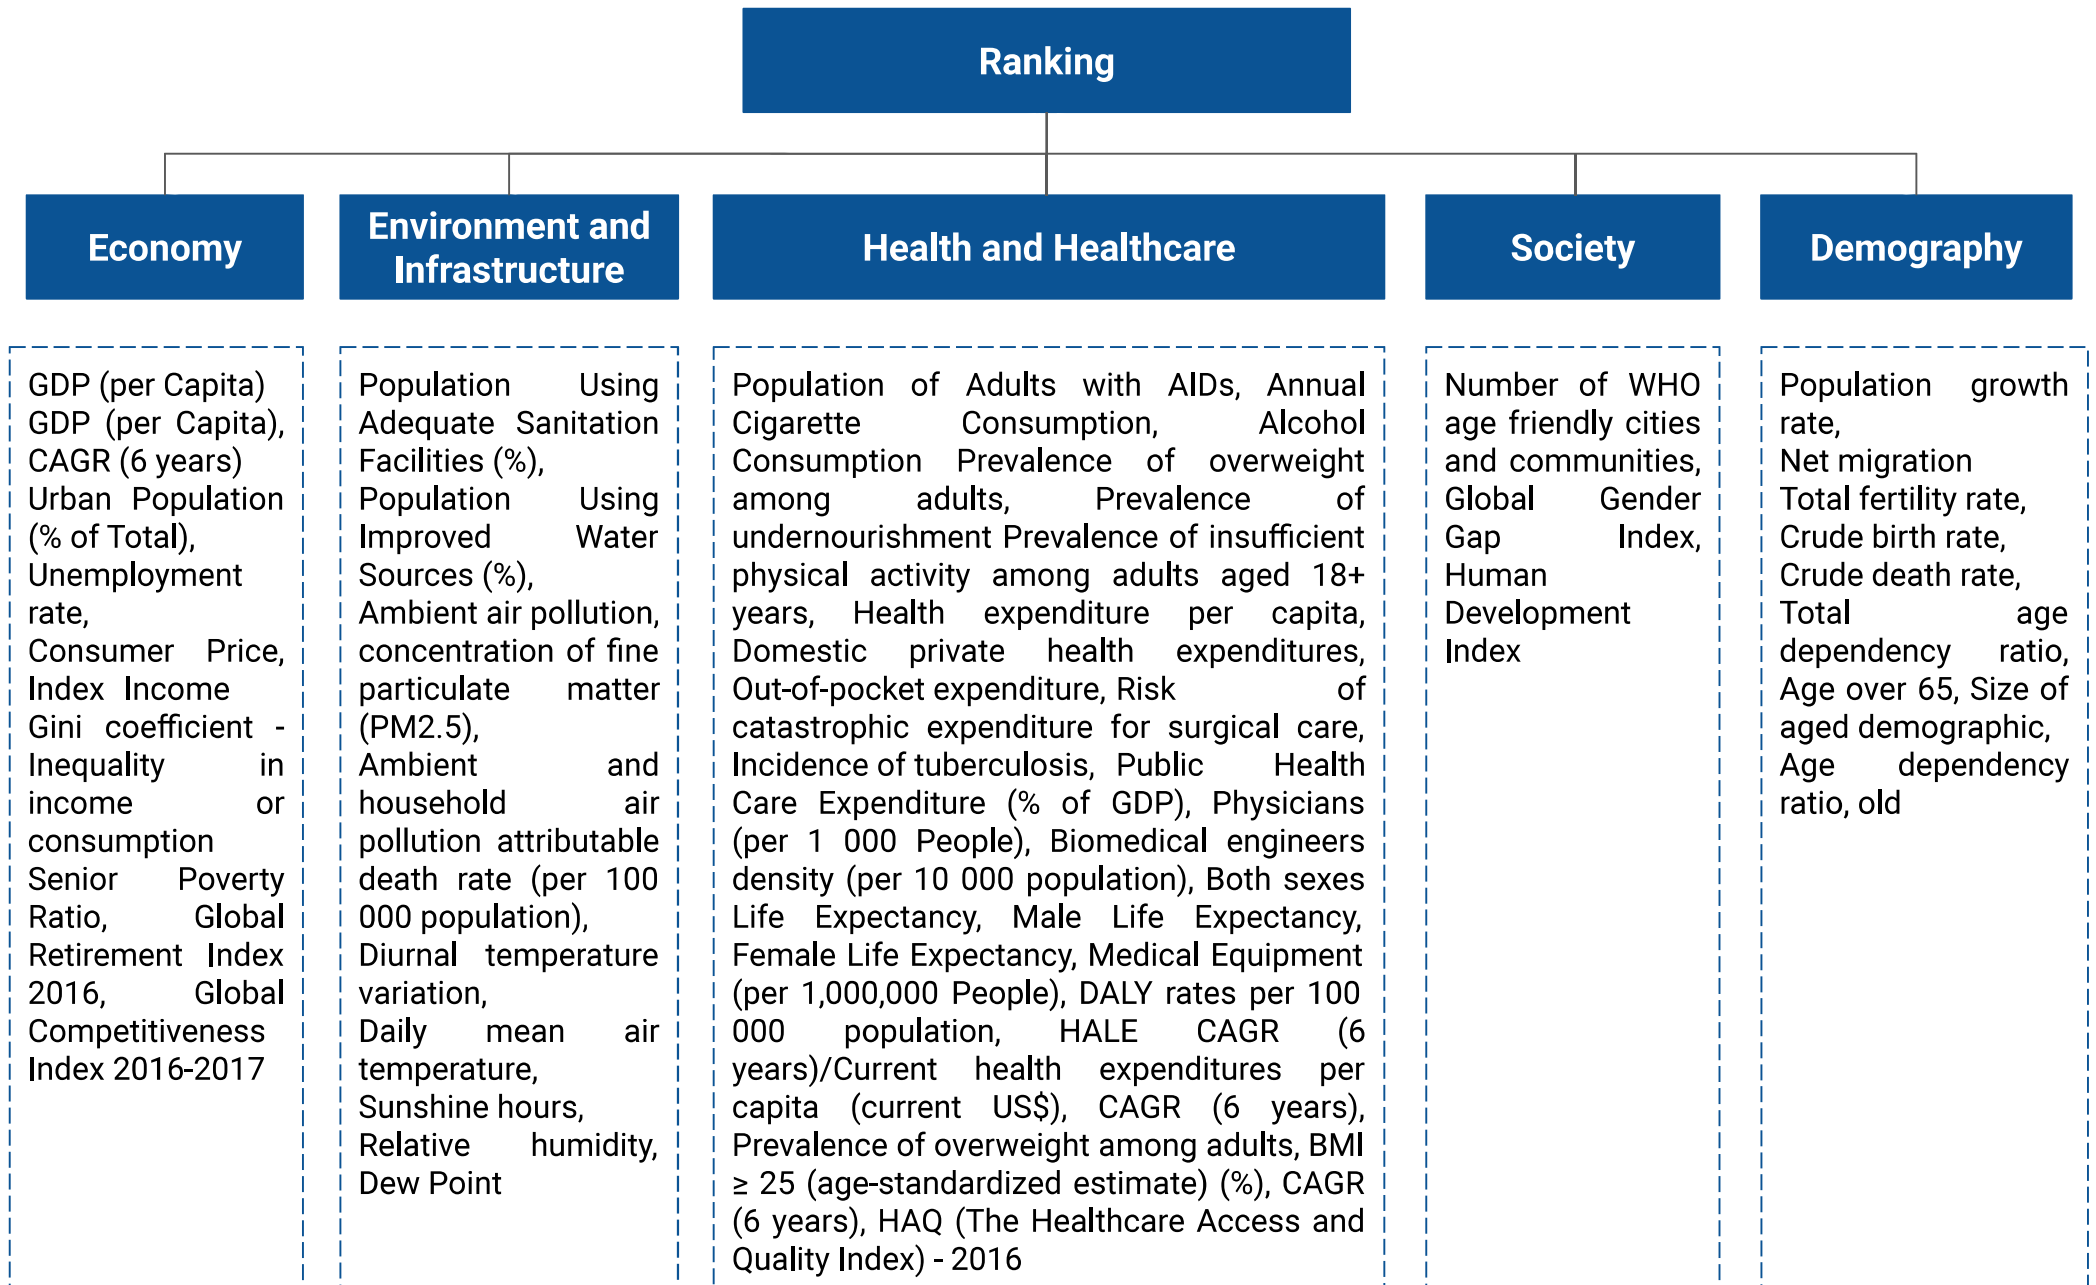 Ranking
Economy
Environment and
Infrastructure
Health and Healthcare
Society
Demography
GDP (per Capita)
GDP (per Capita),
CAGR (6 years)
Urban Population
(% of Total),
Unemployment
rate,
Consumer Price,
Index Income
Gini coefficient -
Inequality in
income or
consumption
Senior Poverty
Ratio, Global
Retirement Index
2016, Global
Competitiveness
Index 2016-2017
Population Using
Adequate Sanitation
Facilities (%),
Population Using
Improved Water
Sources (%),
Ambient air pollution,
concentration of fine
particulate matter
(PM2.5),
Ambient and
household air
pollution attributable
death rate (per 100
000 population),
Diurnal temperature
variation,
Daily mean air
temperature,
Sunshine hours,
Relative humidity,
Dew Point
Population of Adults with AIDs, Annual
Cigarette Consumption, Alcohol
Consumption Prevalence of overweight
among adults, Prevalence of
undernourishment Prevalence of insufficient
physical activity among adults aged 18+
years, Health expenditure per capita,
Domestic private health expenditures,
Out-of-pocket expenditure, Risk of
catastrophic expenditure for surgical care,
Incidence of tuberculosis, Public Health
Care Expenditure (% of GDP), Physicians
(per 1 000 People), Biomedical engineers
density (per 10 000 population), Both sexes
Life Expectancy, Male Life Expectancy,
Female Life Expectancy, Medical Equipment
(per 1,000,000 People), DALY rates per 100
000 population, HALE CAGR (6
years)/Current health expenditures per
capita (current US$), CAGR (6 years),
Prevalence of overweight among adults, BMI
≥ 25 (age-standardized estimate) (%), CAGR
(6 years), HAQ (The Healthcare Access and
Quality Index) - 2016
Number of WHO
age friendly cities
and communities,
Global Gender
Gap Index,
Human
Development
Index
Population growth
rate,
Net migration
Total fertility rate,
Crude birth rate,
Crude death rate,
Total age
dependency ratio,
Age over 65, Size of
aged demographic,
Age dependency
ratio, old